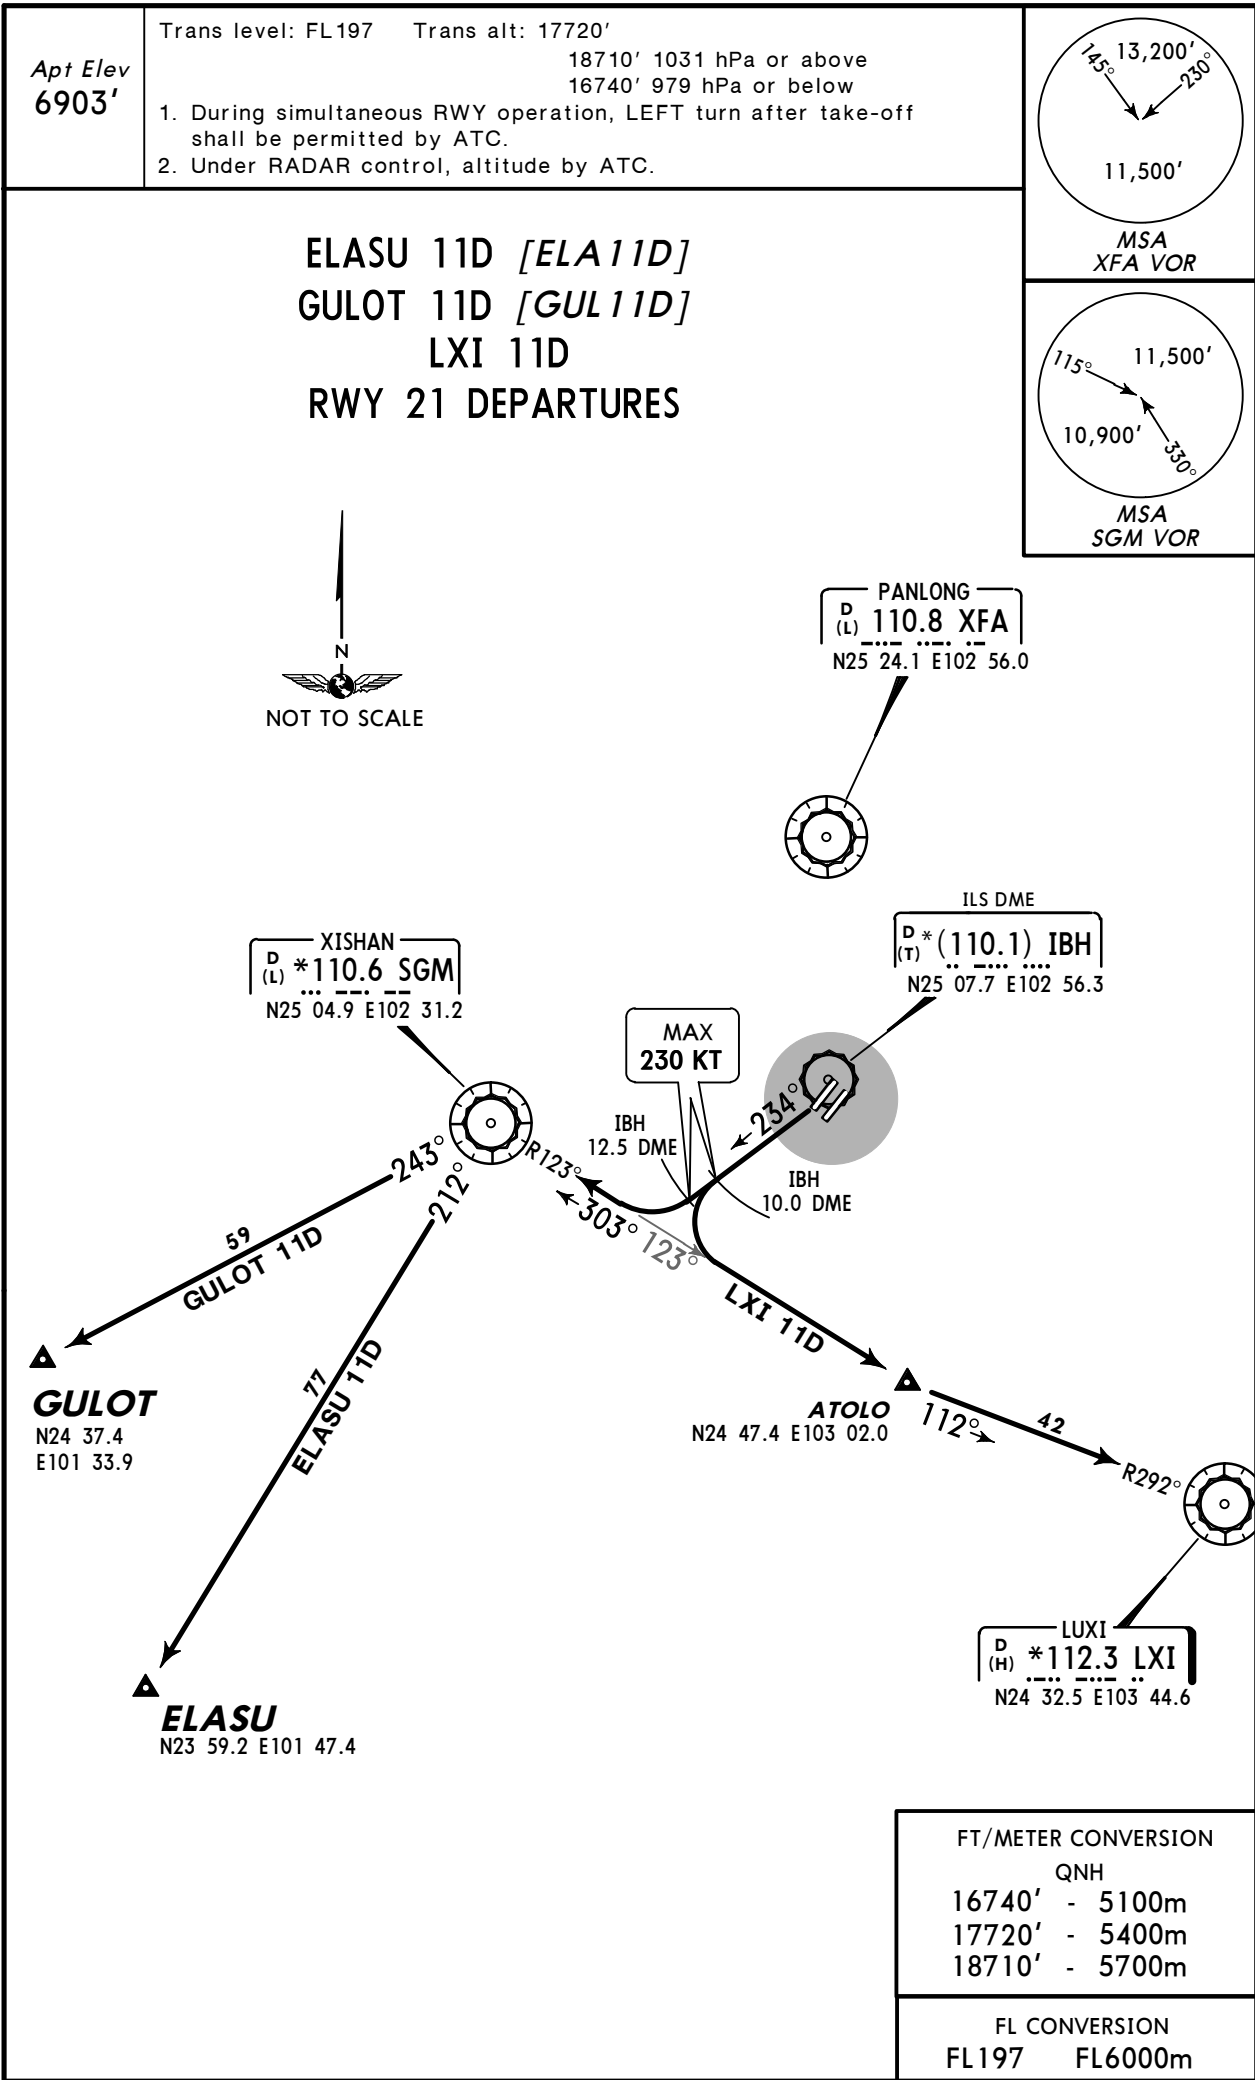 Apt Elev
6903'
Trans level: FL197 Trans alt: 17720'
18710' 1031 hPa or above
16740' 979 hPa or below
1. During simultaneous RWY operation, LEFT turn after take-off
shall be permitted by ATC.
2. Under RADAR control, altitude by ATC.
145°
13,200'
230°
11,500'
MSA
XFA VOR
115°
11,500'
10,900'
330°
MSA
SGM VOR
ELASU 11D [ELA11D]
GULOT 11D [GUL11D]
LXI 11D
RWY 21 DEPARTURES
N
NOT TO SCALE
PANLONG
D
(L) 110.8 XFA
N25 24.1 E102 56.0
ILS DME
D
(T) *(110.1) IBH
N25 07.7 E102 56.3
XISHAN
D
(L) *110.6 SGM
N25 04.9 E102 31.2
MAX
230 KT
234°
IBH
12.5 DME
IBH
10.0 DME
R123°
303°
123°
243°
212°
59
GULOT 11D
77
ELASU 11D
LXI 11D
GULOT
N24 37.4
E101 33.9
ATOLO
N24 47.4 E103 02.0
112°
42
R292°
LUXI
D
(H) *112.3 LXI
N24 32.5 E103 44.6
ELASU
N23 59.2 E101 47.4
FT/METER CONVERSION
QNH
16740' - 5100m
17720' - 5400m
18710' - 5700m
FL CONVERSION
FL197 FL6000m